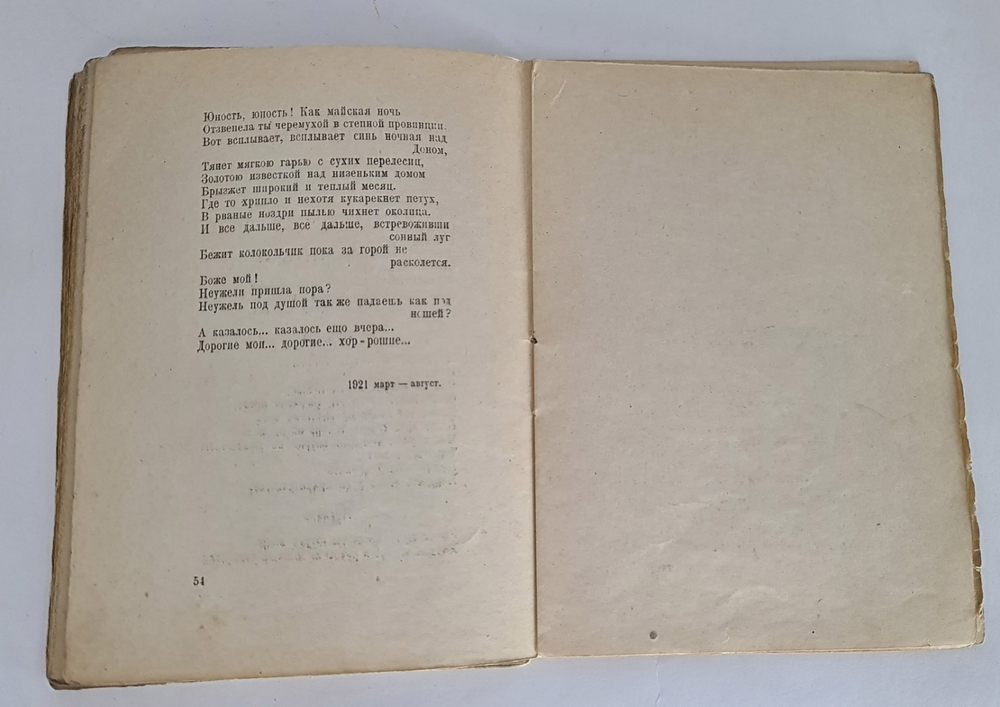 Юность, юность! Как майская ночь
Отзвенела ты черемухой в степной провинции.
Вот всплывает, всплывает синь ночная над
Доном,
Тянет мягкою гарью с сухих перелесиц,
Золотою известкой над низеньким домом
Брызжет широкий и теплый месяц.
Где то хрипло и нехотя кукарекнет петух,
В рваные ноздри пылью чихнет околица.
И все дальше, все дальше, встревоживши
сонный луг
Бежит колокольчик пока за горой не
расколется.
Боже мой!
Неужели пришла пора?
Неужель под душой так же падаешь как под
ношей?
А казалось... казалось ещо вчера...
Дорогие мои... дорогие... хор-рошие...
1921 март — август.
54